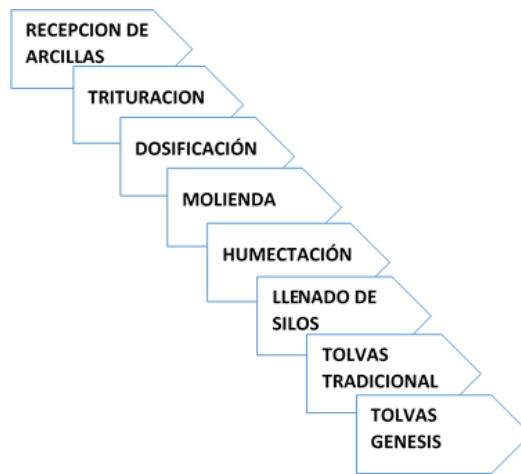 RECEPCION DE
ARCILLAS
TRITURACION
DOSIFICACIÓN
MOLIENDA
HUMECTACIÓN
LLENADO DE
SILOS
TOLVAS
TRADICIONAL
TOLVAS
GENESIS